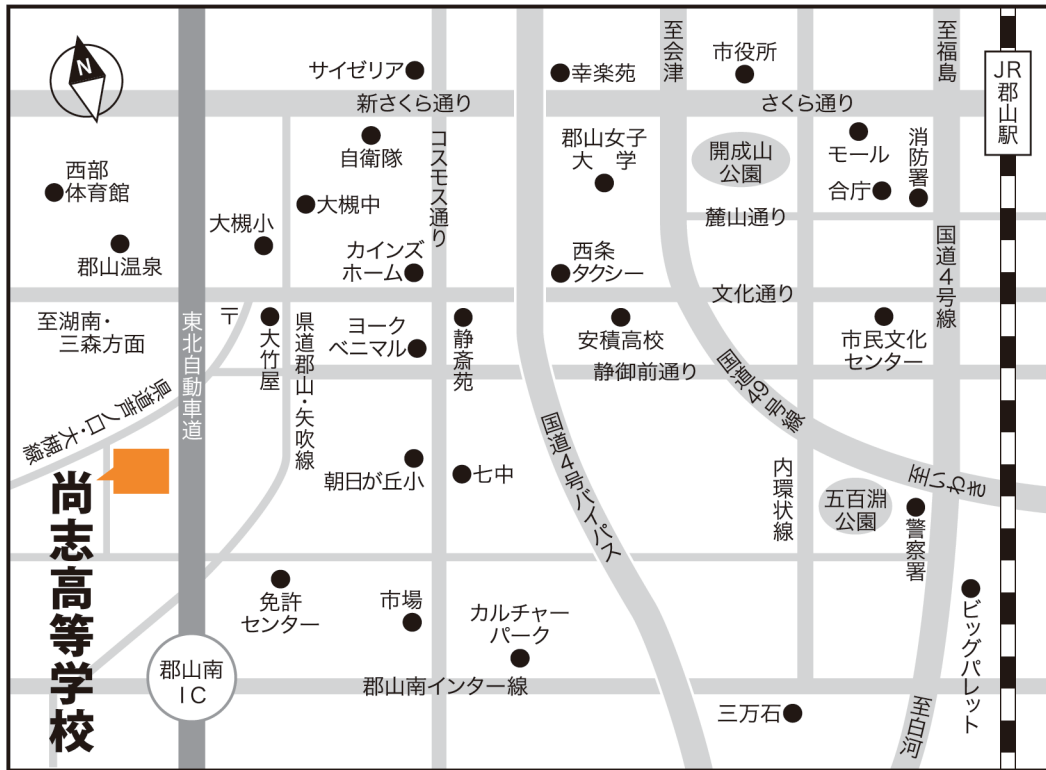 N
サイゼリア
幸楽苑
至会津
市役所
至福島
JR郡山駅
新さくら通り
さくら通り
自衛隊
コスモス通り
郡山女子
大学
開成山
公園
モール
消防署
合庁
西部
体育館
大槻中
大槻小
麓山通り
郡山温泉
カインズ
ホーム
西条
タクシー
国道4号線
文化通り
至湖南・
三森方面
東北自動車道
〒
大竹屋
県道郡山・矢吹線
ヨーク
ベニマル
静斎苑
安積高校
市民文化
センター
静御前通り
国道49号線
県道芦ノ口・大槻線
国道4号バイパス
朝日が丘小
七中
内環状線
五百淵
公園
至いわき
警察署
尚志高等学校
免許
センター
市場
カルチャー
パーク
ビッグパレット
郡山南
IC
郡山南インター線
三万石
至白河